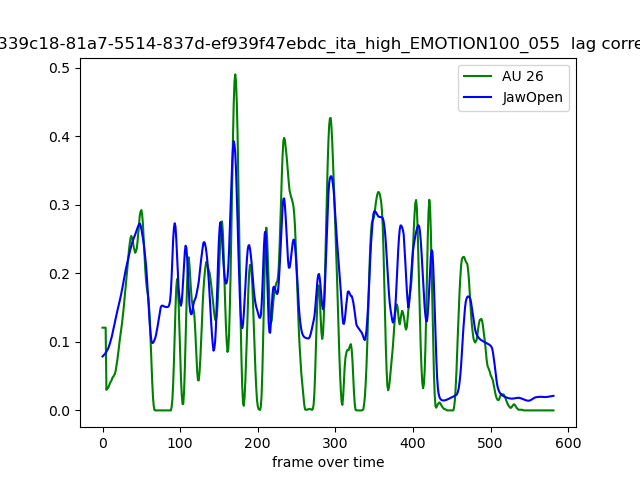 339c18-81a7-5514-837d-ef939f47ebdc_ita_high_EMOTION100_055 lag corre
AU 26
JawOpen
0.5
0.4
0.3
0.2
0.1
0.0
0 100 200 300 400 500 600
frame over time